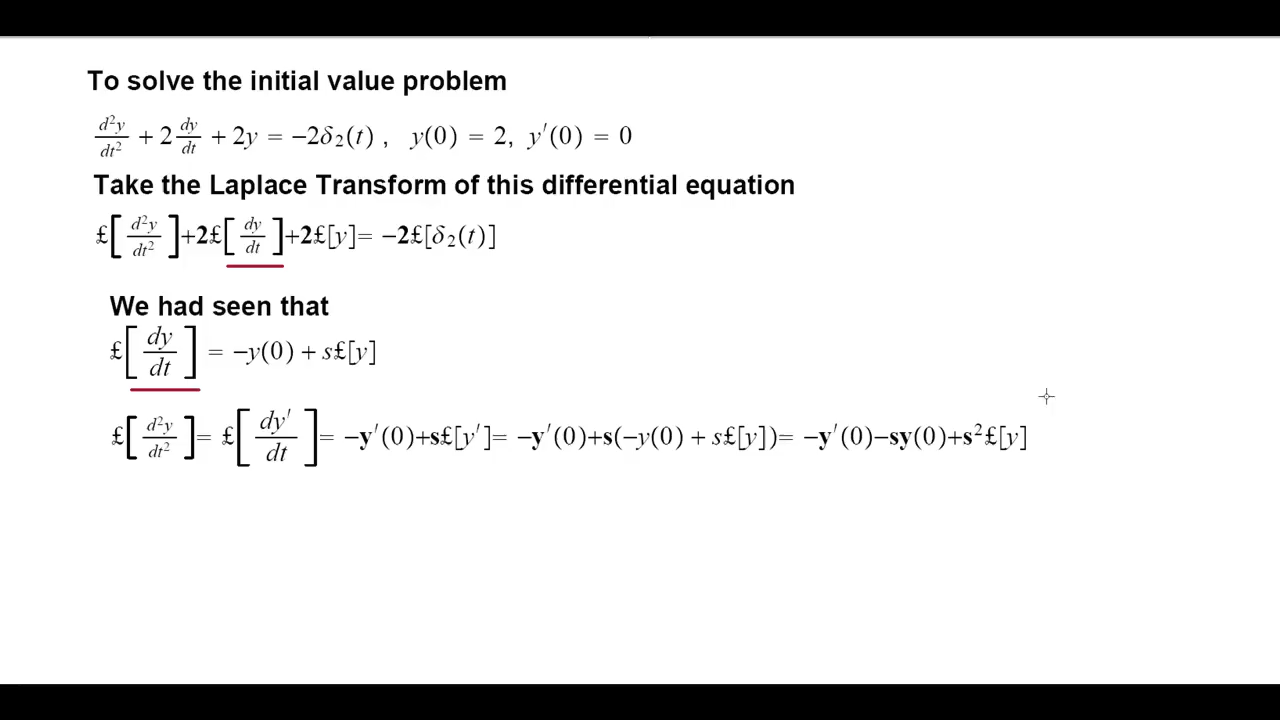 To solve the initial value problem
d²y/dt² + 2 dy/dt + 2y = −2δ₂(t) , y(0) = 2, y′(0) = 0
Take the Laplace Transform of this differential equation
£[d²y/dt²]+2£[dy/dt]+2£[y]= −2£[δ₂(t)]
We had seen that
£[dy/dt] = −y(0) + s£[y]
£[d²y/dt²]= £[dy′/dt]= −y′(0)+s£[y′]= −y′(0)+s(−y(0) + s£[y])= −y′(0)−sy(0)+s²£[y]